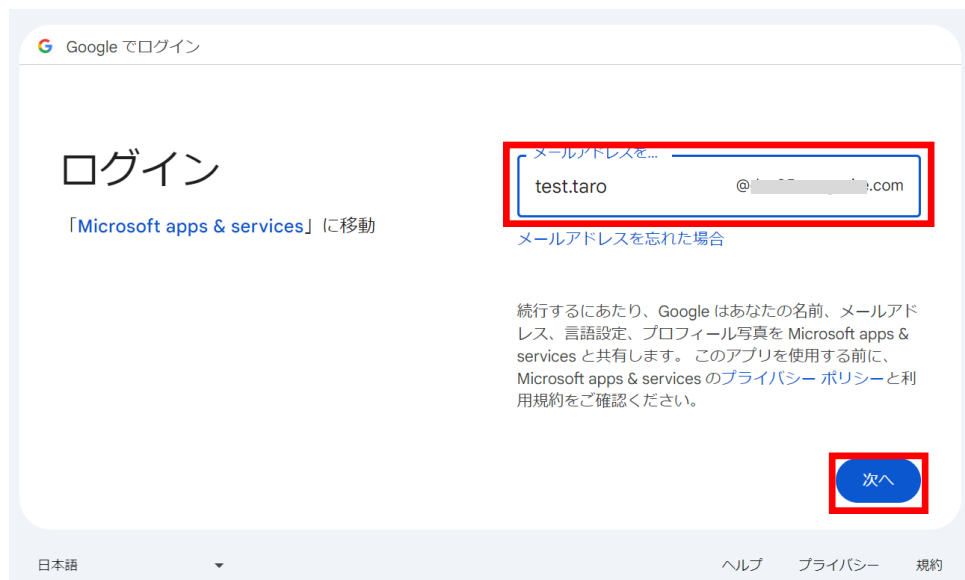 Google でログイン
ログイン
「Microsoft apps & services」に移動
メールアドレスを...
test.taro @ .com
メールアドレスを忘れた場合
続行するにあたり、Google はあなたの名前、メールアド
レス、言語設定、プロフィール写真を Microsoft apps &
services と共有します。 このアプリを使用する前に、
Microsoft apps & services のプライバシー ポリシーと利
用規約をご確認ください。
次へ
日本語 ヘルプ プライバシー 規約